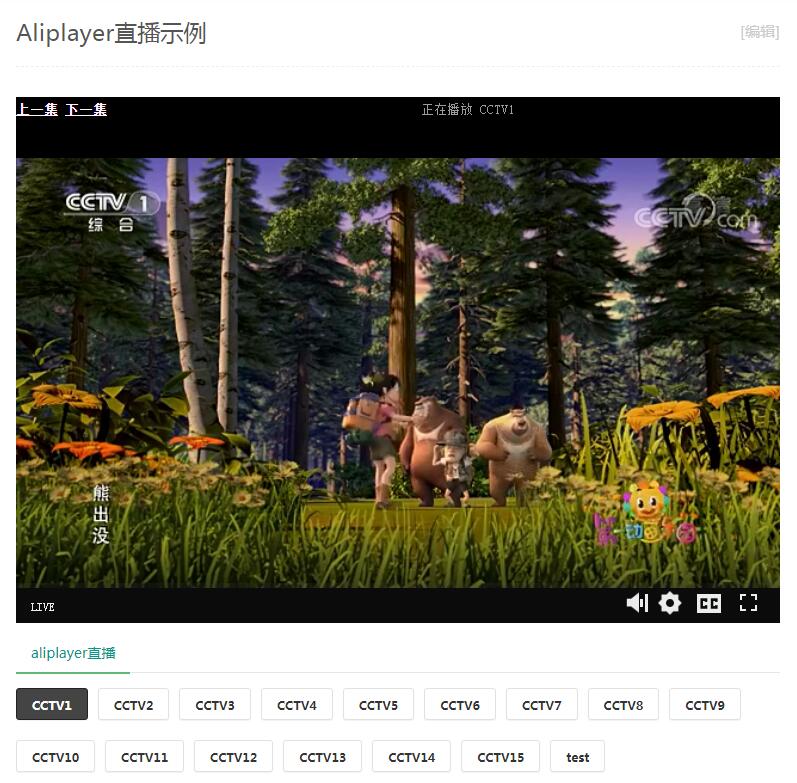 Aliplayer直播示例 [编辑]
上一集 下一集 正在播放 CCTV1
CCTV 1
综合
CCTV.com
熊出没
LIVE
CC
aliplayer直播
CCTV1 CCTV2 CCTV3 CCTV4 CCTV5 CCTV6 CCTV7 CCTV8 CCTV9
CCTV10 CCTV11 CCTV12 CCTV13 CCTV14 CCTV15 test